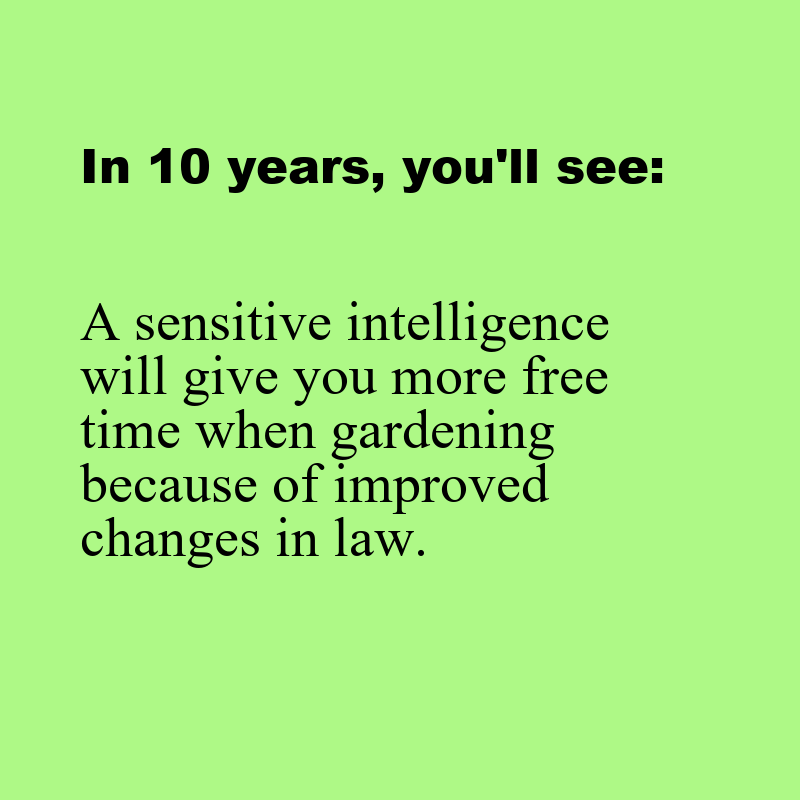 In 10 years, you'll see:
A sensitive intelligence
will give you more free
time when gardening
because of improved
changes in law.